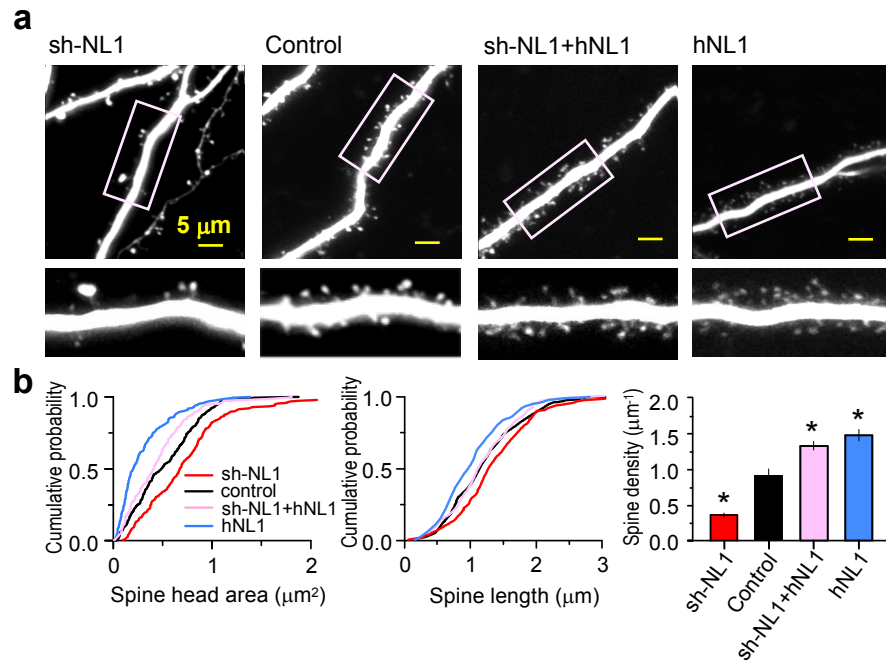 a
sh-NL1 Control sh-NL1+hNL1 hNL1
5 μm
b
Cumulative probability
1.0
0.5
0.0
0 1 2
Spine head area (μm²)
sh-NL1
control
sh-NL1+hNL1
hNL1
Cumulative probability
1.0
0.5
0.0
0 1 2 3
Spine length (μm)
Spine density (μm⁻¹)
2.0
1.5
1.0
0.5
0.0
* * *
sh-NL1
Control
sh-NL1+hNL1
hNL1